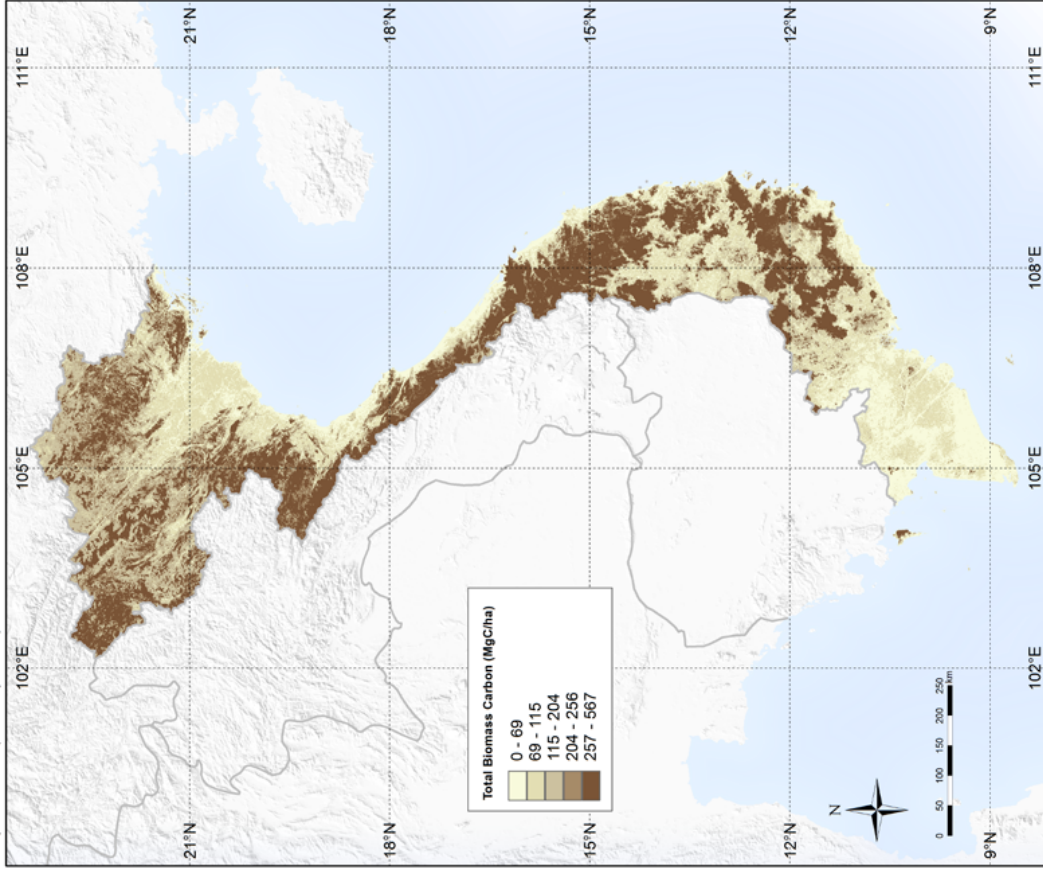 102°E 105°E 108°E 111°E
21°N 21°N
18°N 18°N
15°N 15°N
12°N 12°N
9°N 9°N
Total Biomass Carbon (MgC/ha)
0 - 69
69 - 115
115 - 204
204 - 256
257 - 567
N
0 50 100 150 200 250 km
102°E 105°E 108°E 111°E